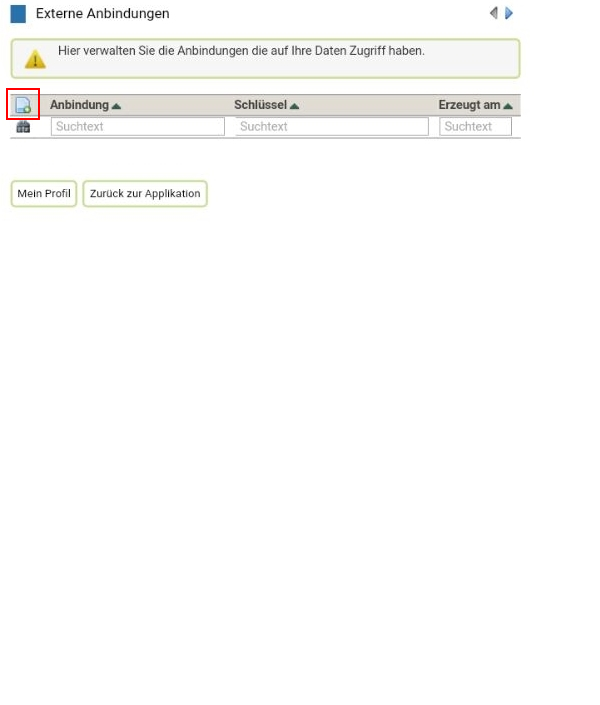 Externe Anbindungen
Hier verwalten Sie die Anbindungen die auf Ihre Daten Zugriff haben.
Anbindung Schlüssel Erzeugt am
Suchtext Suchtext Suchtext
Mein Profil Zurück zur Applikation